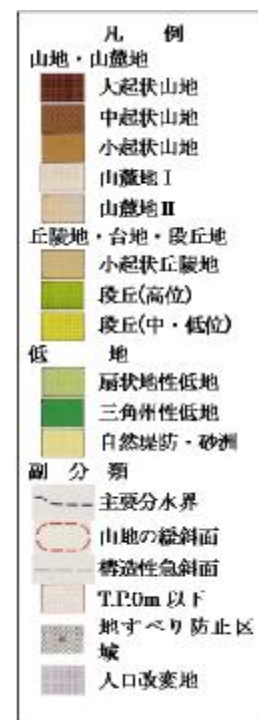 凡 例
山地・山麓地
大起状山地
中起状山地
小起状山地
山麓地Ⅰ
山麓地Ⅱ
丘陵地・台地・段丘地
小起状丘陵地
段丘(高位)
段丘(中・低位)
低 地
扇状地性低地
三角州性低地
自然堤防・砂洲
副 分 類
主要分水界
山地の緩斜面
構造性急斜面
T.P.0m 以下
地すべり防止区
域
人口改変地